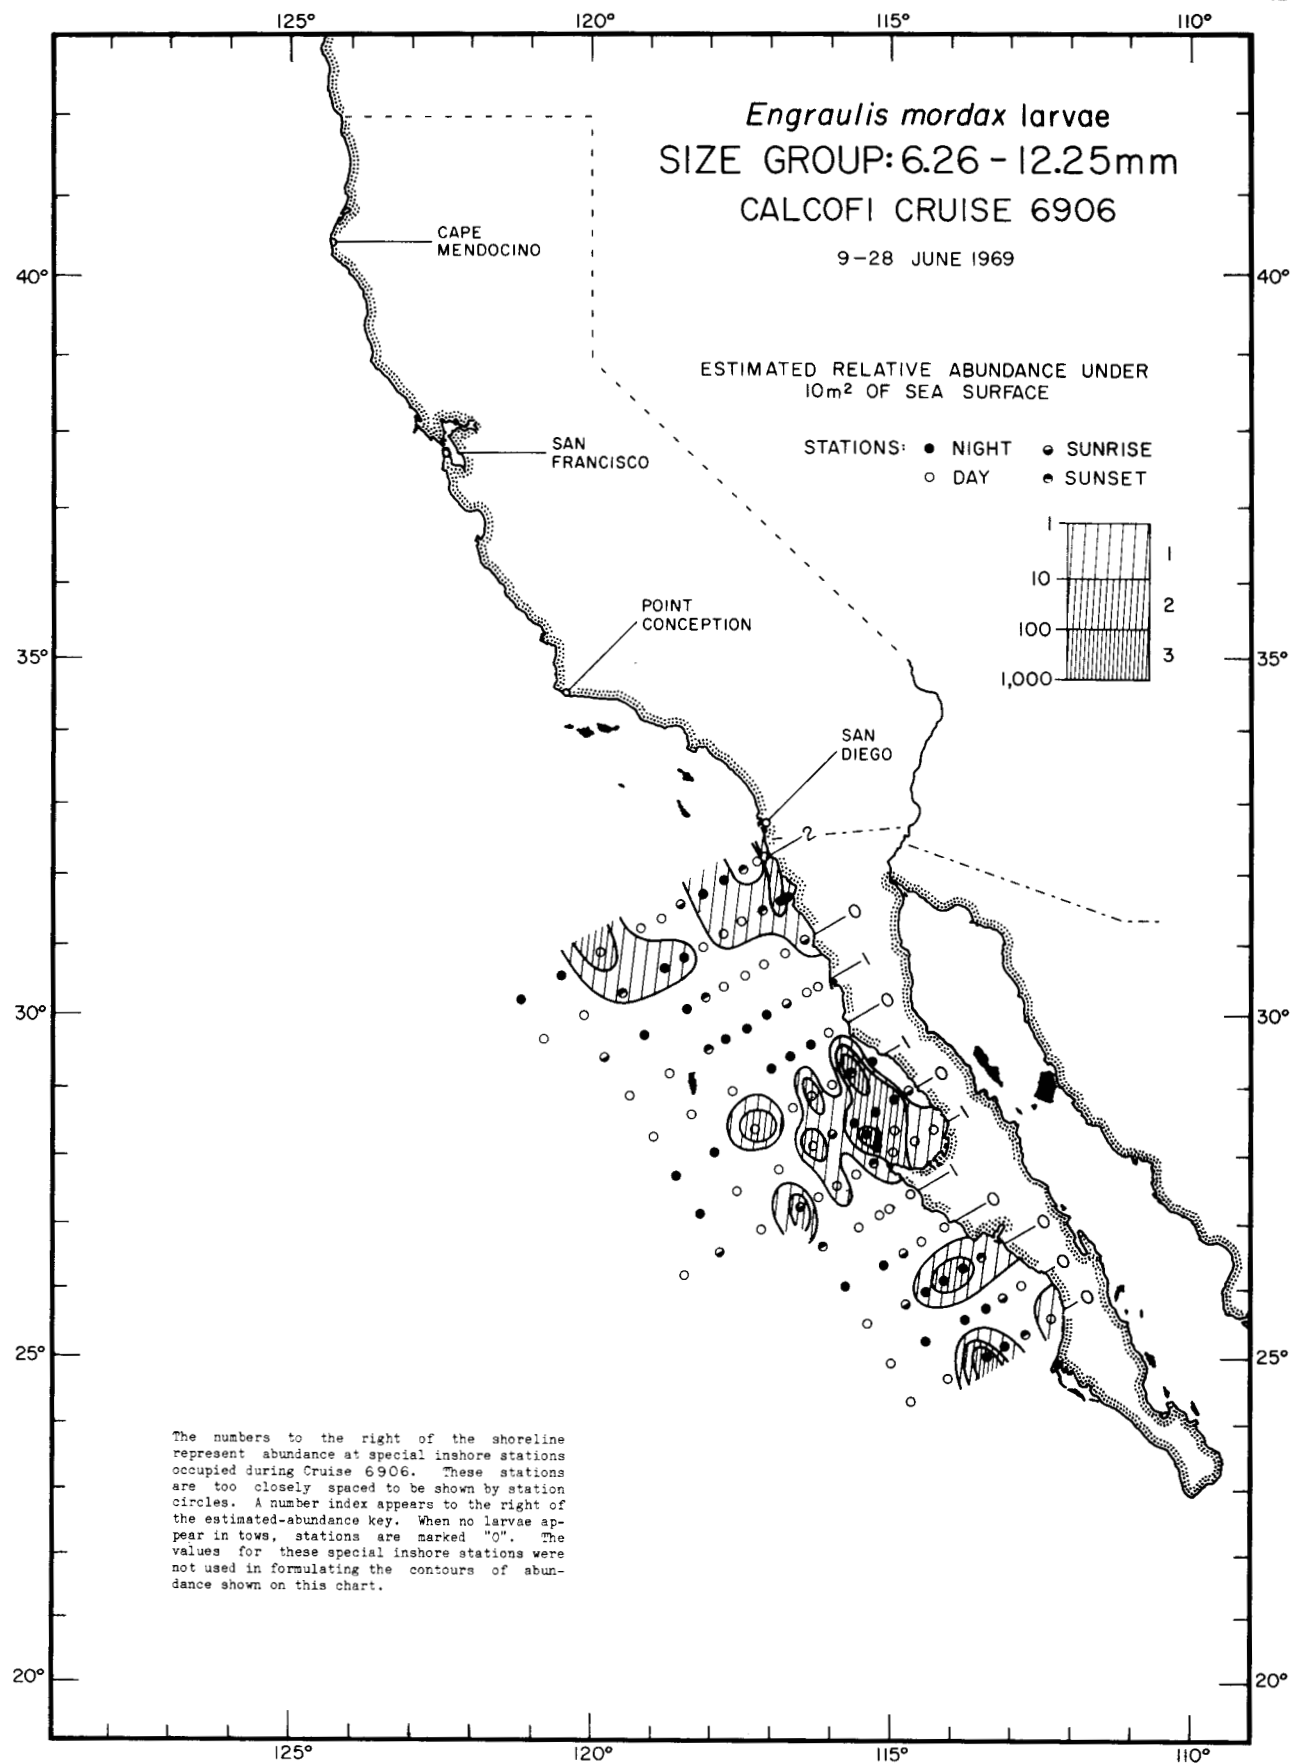 125°
120°
115°
110°
Engraulis mordax larvae
SIZE GROUP: 6.26 - 12.25mm
CALCOFI CRUISE 6906
9-28 JUNE 1969
CAPE
MENDOCINO
40°
40°
ESTIMATED RELATIVE ABUNDANCE UNDER
10m² OF SEA SURFACE
STATIONS: ● NIGHT SUNRISE
○ DAY SUNSET
SAN
FRANCISCO
1
1
10
2
100
3
1,000
POINT
CONCEPTION
35°
35°
SAN
DIEGO
2
0
1
30°
0
30°
1
0
1
1
0
0
0
0
25°
25°
The numbers to the right of the shoreline
represent abundance at special inshore stations
occupied during Cruise 6906. These stations
are too closely spaced to be shown by station
circles. A number index appears to the right of
the estimated-abundance key. When no larvae ap-
pear in tows, stations are marked "0". The
values for these special inshore stations were
not used in formulating the contours of abun-
dance shown on this chart.
20°
20°
125°
120°
115°
110°